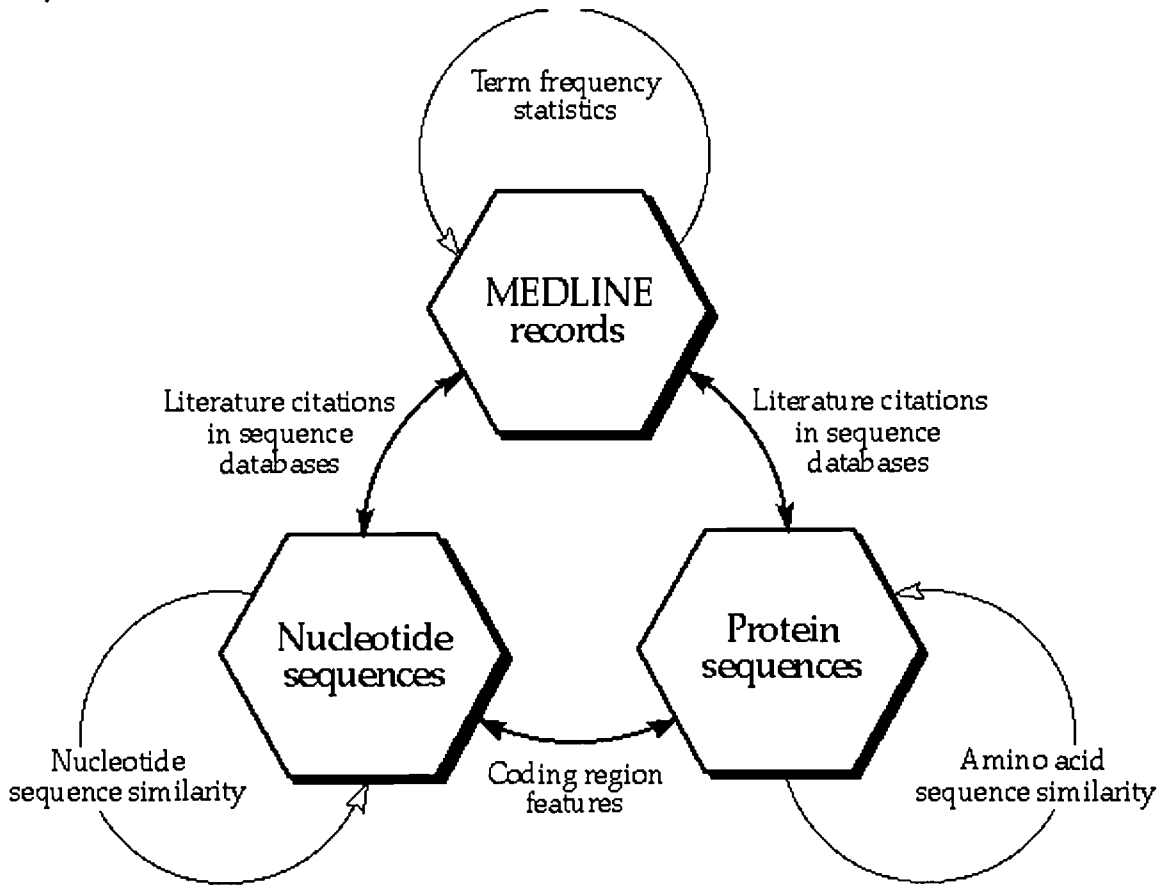 Term frequency
statistics
MEDLINE
records
Literature citations
in sequence
databases
Literature citations
in sequence
databases
Nucleotide
sequences
Protein
sequences
Nucleotide
sequence similarity
Coding region
features
Amino acid
sequence similarity